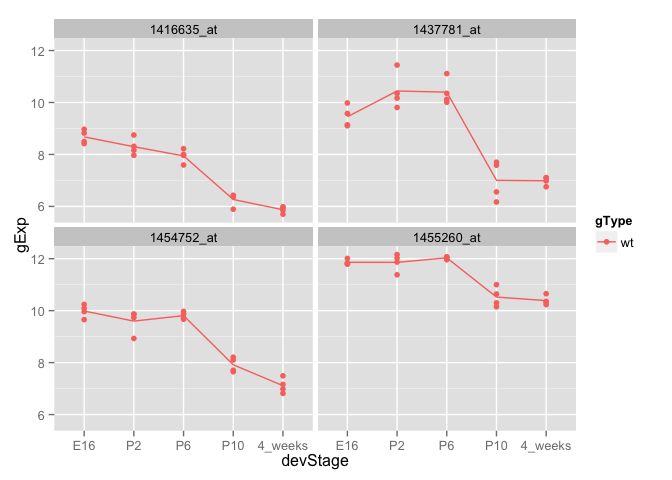 1416635_at 1437781_at
12
10
8
6
gExp
gType
wt
1454752_at 1455260_at
12
10
8
6
E16 P2 P6 P10 4_weeks E16 P2 P6 P10 4_weeks
devStage